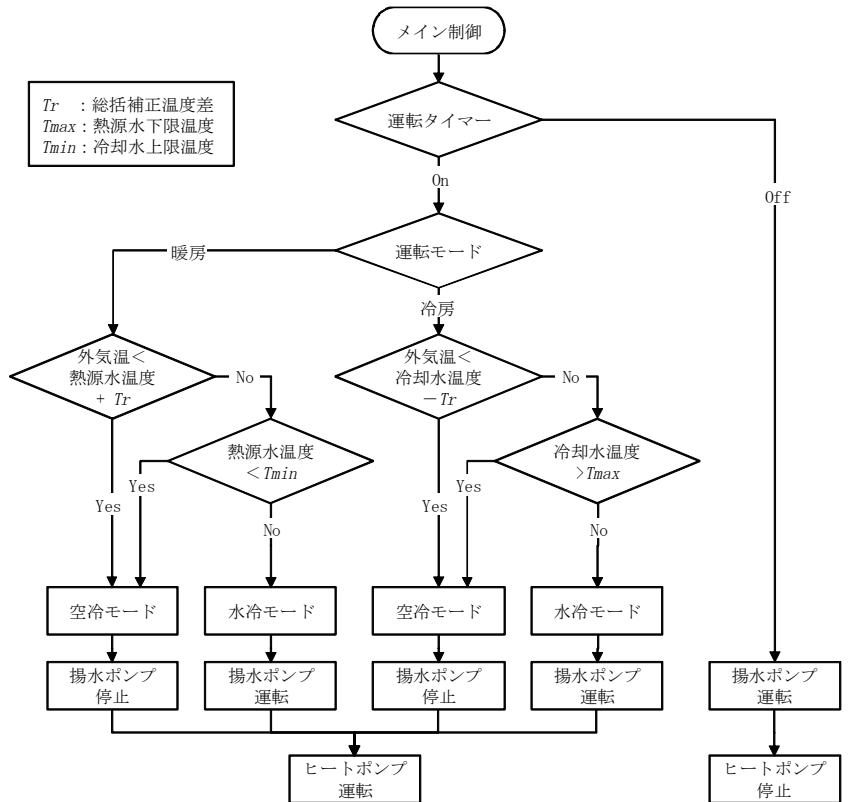 メイン制御
Tr ：総括補正温度差
Tmax：熱源水下限温度
Tmin：冷却水上限温度
運転タイマー
On
Off
運転モード
暖房
冷房
外気温＜
熱源水温度
+ Tr
No
外気温＜
冷却水温度
－Tr
No
熱源水温度
＜Tmin
Yes
Yes
No
冷却水温度
>Tmax
Yes
Yes
No
空冷モード
水冷モード
空冷モード
水冷モード
揚水ポンプ
停止
揚水ポンプ
運転
揚水ポンプ
停止
揚水ポンプ
運転
揚水ポンプ
運転
ヒートポンプ
運転
ヒートポンプ
停止